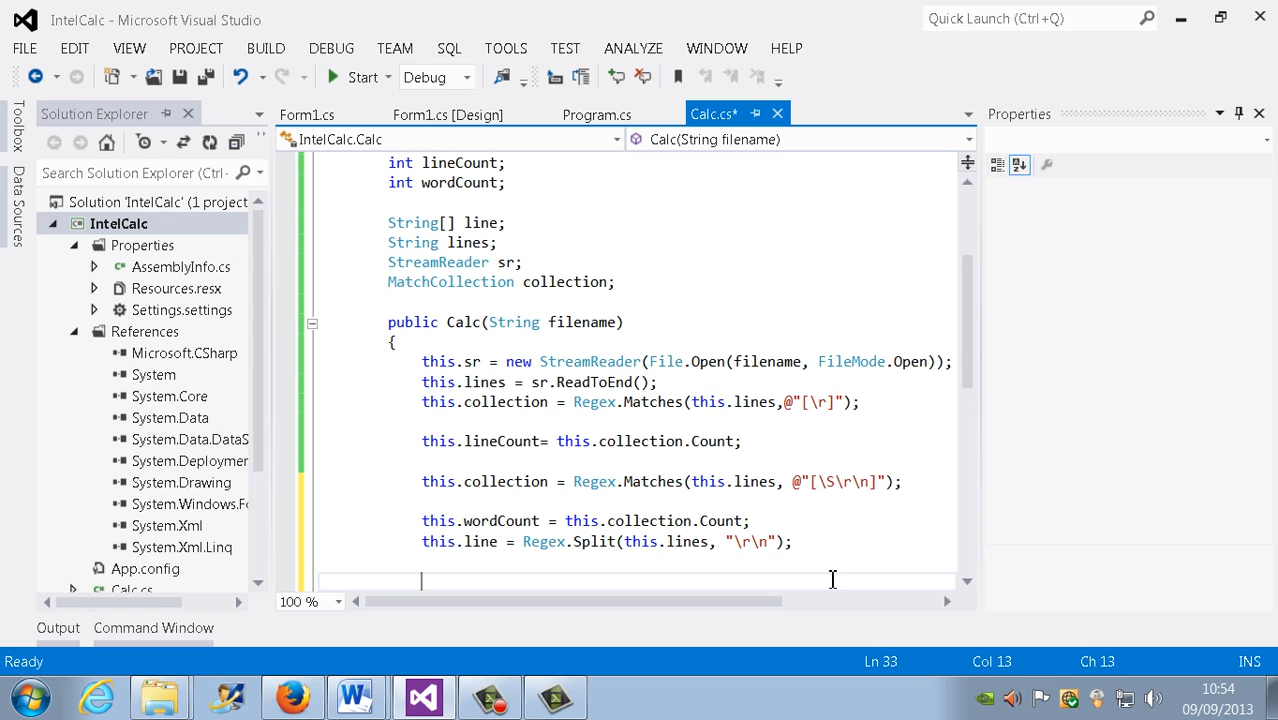 IntelCalc - Microsoft Visual Studio
Quick Launch (Ctrl+Q)
FILE EDIT VIEW PROJECT BUILD DEBUG TEAM SQL TOOLS TEST ANALYZE WINDOW HELP
Start Debug
Toolbox
Data Sources
Solution Explorer
Search Solution Explorer (Ctrl-
Solution 'IntelCalc' (1 project
IntelCalc
Properties
AssemblyInfo.cs
Resources.resx
Settings.settings
References
Microsoft.CSharp
System
System.Core
System.Data
System.Data.DataS
System.Deployme
System.Drawing
System.Windows.Fo
System.Xml
System.Xml.Linq
App.config
Calc.cs
Form1.cs Form1.cs [Design] Program.cs Calc.cs*
IntelCalc.Calc Calc(String filename)
int lineCount;
int wordCount;
String[] line;
String lines;
StreamReader sr;
MatchCollection collection;
public Calc(String filename)
{
this.sr = new StreamReader(File.Open(filename, FileMode.Open));
this.lines = sr.ReadToEnd();
this.collection = Regex.Matches(this.lines,@"[\r]");
this.lineCount= this.collection.Count;
this.collection = Regex.Matches(this.lines, @"[\S\r\n]");
this.wordCount = this.collection.Count;
this.line = Regex.Split(this.lines, "\r\n");
100 %
Properties
Output Command Window
Ready Ln 33 Col 13 Ch 13 INS
10:54
09/09/2013